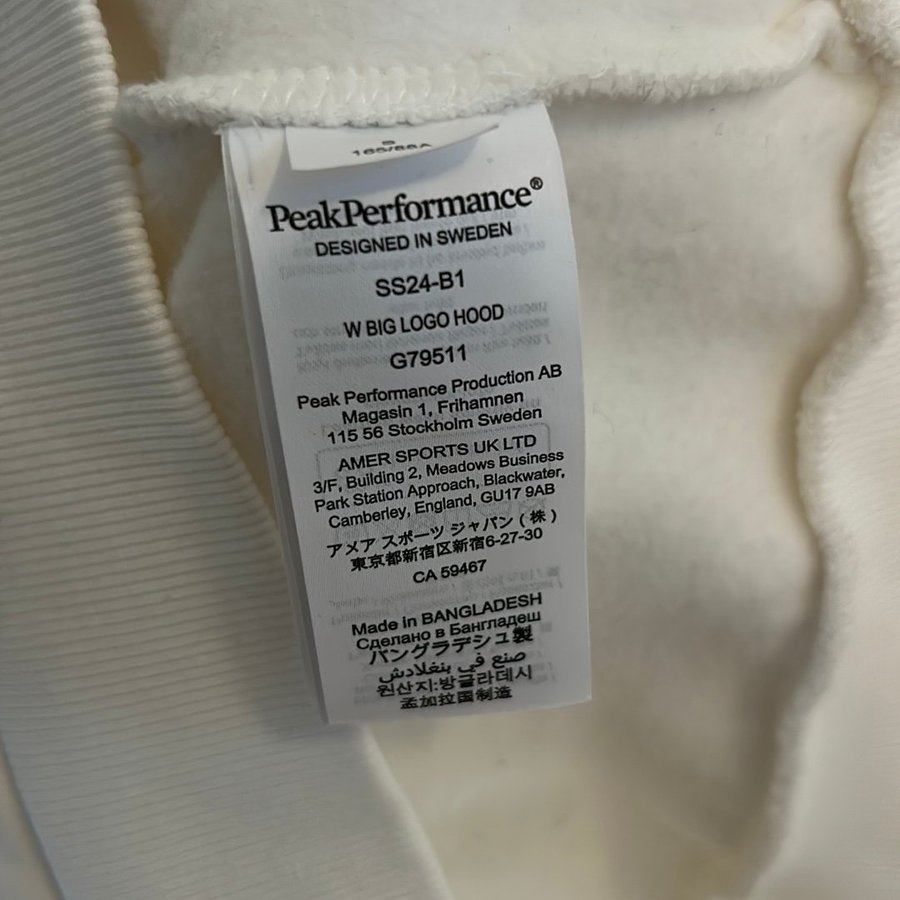 PeakPerformance®
DESIGNED IN SWEDEN
SS24-B1
W BIG LOGO HOOD
G79511
Peak Performance Production AB
Magasin 1, Frihamnen
115 56 Stockholm Sweden
AMER SPORTS UK LTD
3/F, Building 2, Meadows Business
Park Station Approach, Blackwater,
Camberley, England, GU17 9AB
アメア スポーツ ジャパン ( 株 )
東京都新宿区新宿6-27-30
CA 59467
Made in BANGLADESH
Сделано в Бангладеш
バングラデシュ製
صنع في بنغلادش
원산지:방글라데시
孟加拉国制造